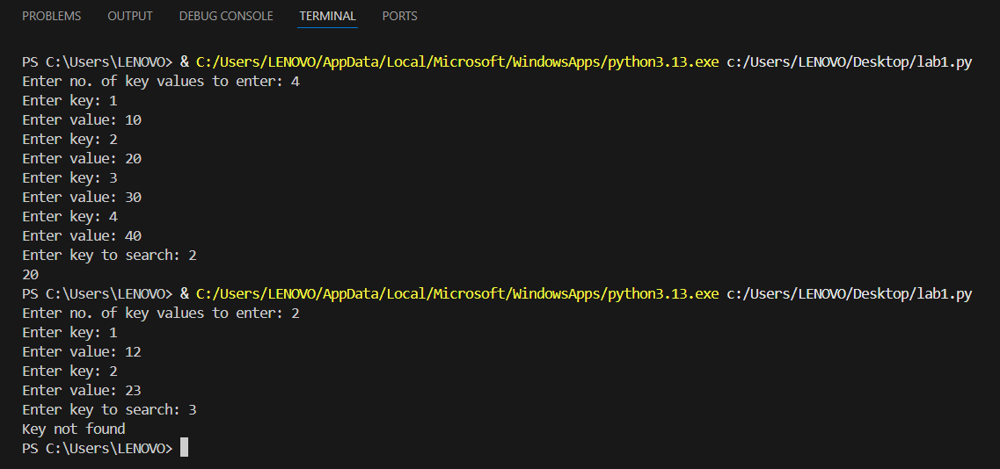 PROBLEMS OUTPUT DEBUG CONSOLE TERMINAL PORTS
PS C:\Users\LENOVO> & C:/Users/LENOVO/AppData/Local/Microsoft/WindowsApps/python3.13.exe c:/Users/LENOVO/Desktop/lab1.py
Enter no. of key values to enter: 4
Enter key: 1
Enter value: 10
Enter key: 2
Enter value: 20
Enter key: 3
Enter value: 30
Enter key: 4
Enter value: 40
Enter key to search: 2
20
PS C:\Users\LENOVO> & C:/Users/LENOVO/AppData/Local/Microsoft/WindowsApps/python3.13.exe c:/Users/LENOVO/Desktop/lab1.py
Enter no. of key values to enter: 2
Enter key: 1
Enter value: 12
Enter key: 2
Enter value: 23
Enter key to search: 3
Key not found
PS C:\Users\LENOVO>